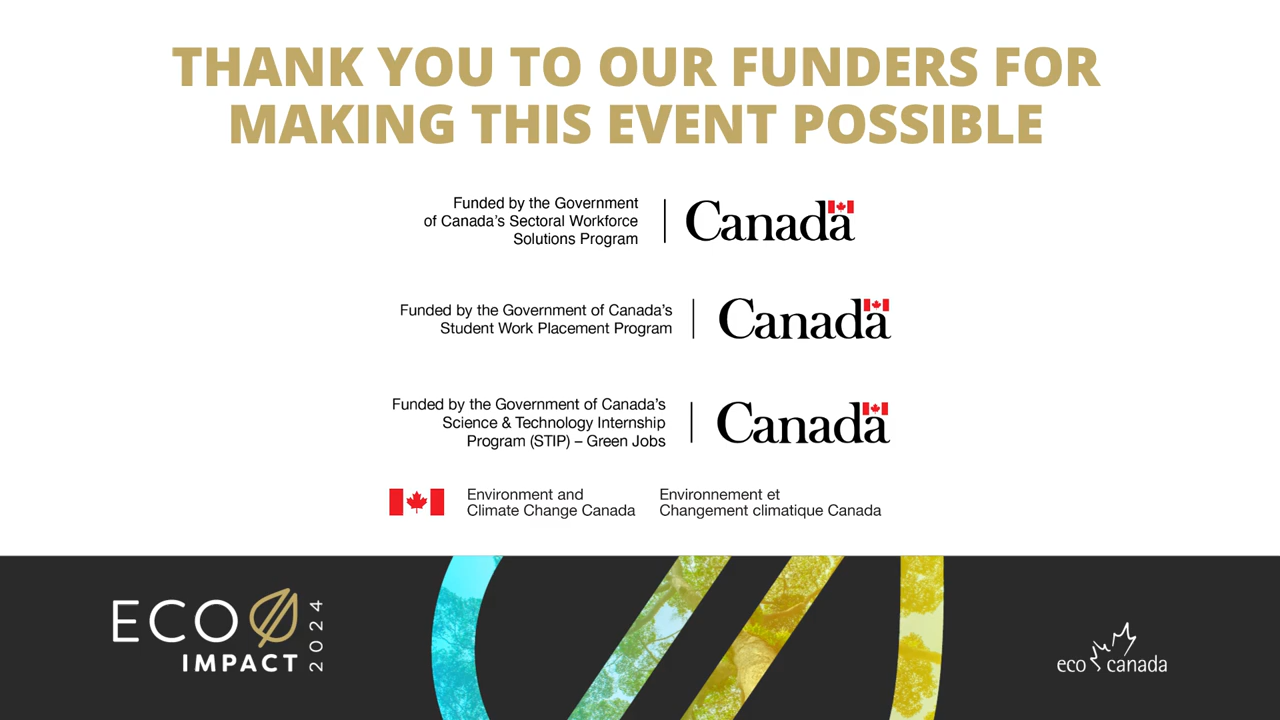 THANK YOU TO OUR FUNDERS FOR
MAKING THIS EVENT POSSIBLE
Funded by the Government
of Canada's Sectoral Workforce
Solutions Program
Canada
Funded by the Government of Canada's
Student Work Placement Program
Canada
Funded by the Government of Canada's
Science & Technology Internship
Program (STIP) – Green Jobs
Canada
Environment and
Climate Change Canada
Environnement et
Changement climatique Canada
ECO
IMPACT
2024
eco canada